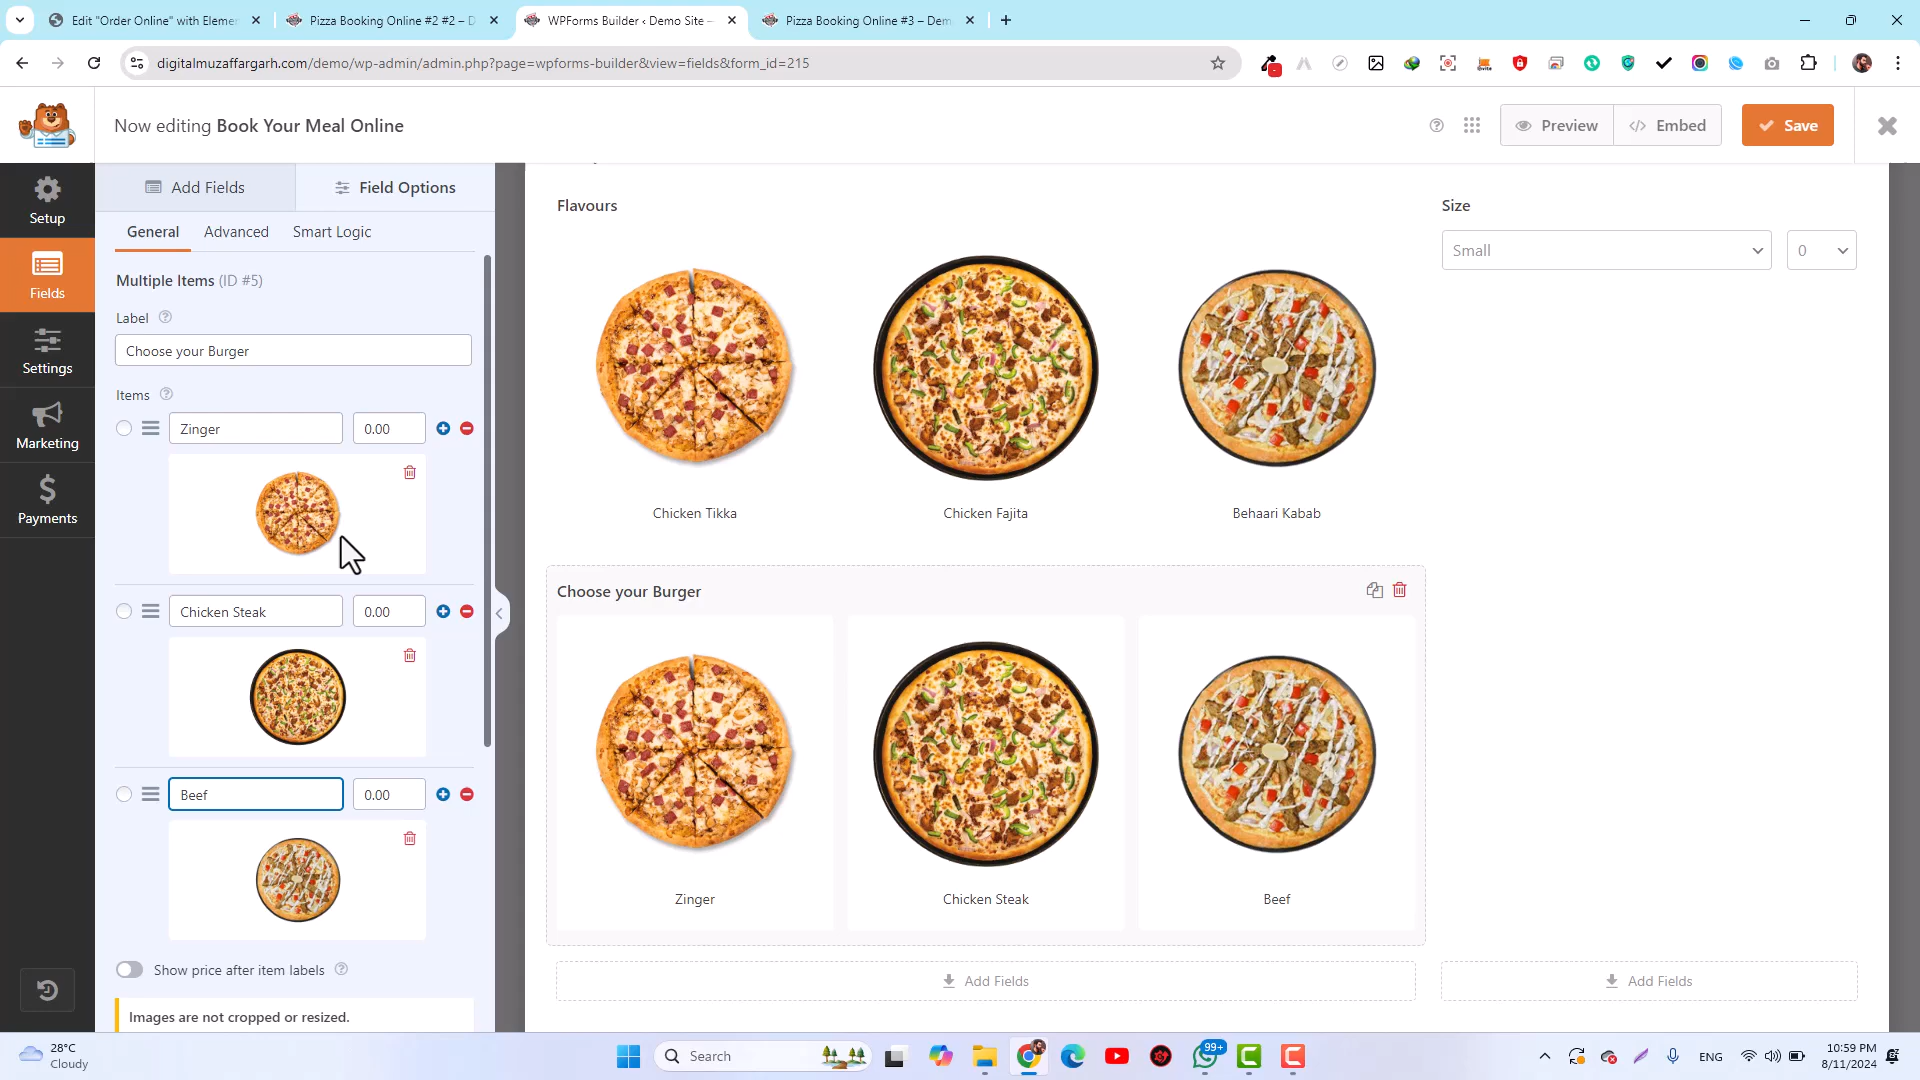 Edit "Order Online" with Elemen
Pizza Booking Online #2 #2 – D
WPForms Builder ‹ Demo Site –
Pizza Booking Online #3 – Dem
digitalmuzaffargarh.com/demo/wp-admin/admin.php?page=wpforms-builder&view=fields&form_id=215
Now editing Book Your Meal Online
Preview
Embed
Save
Setup
Fields
Settings
Marketing
Payments
Add Fields
Field Options
General
Advanced
Smart Logic
Multiple Items (ID #5)
Label
Choose your Burger
Items
Zinger
0.00
Chicken Steak
0.00
Beef
0.00
Show price after item labels
Images are not cropped or resized.
Flavours
Size
Small
0
Chicken Tikka
Chicken Fajita
Behaari Kabab
Choose your Burger
Zinger
Chicken Steak
Beef
Add Fields
Add Fields
28°C
Cloudy
Search
99+
ENG
10:59 PM
8/11/2024